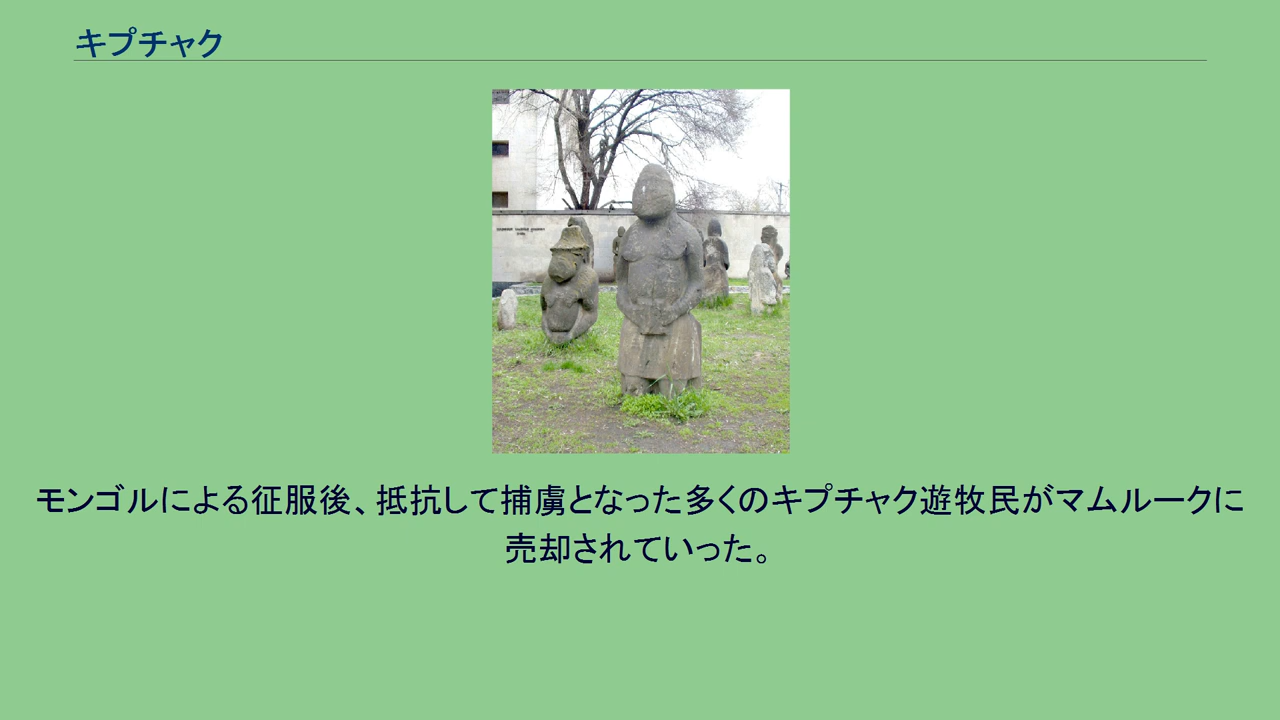 キプチャク
モンゴルによる征服後、抵抗して捕虜となった多くのキプチャク遊牧民がマムルークに
売却されていった。